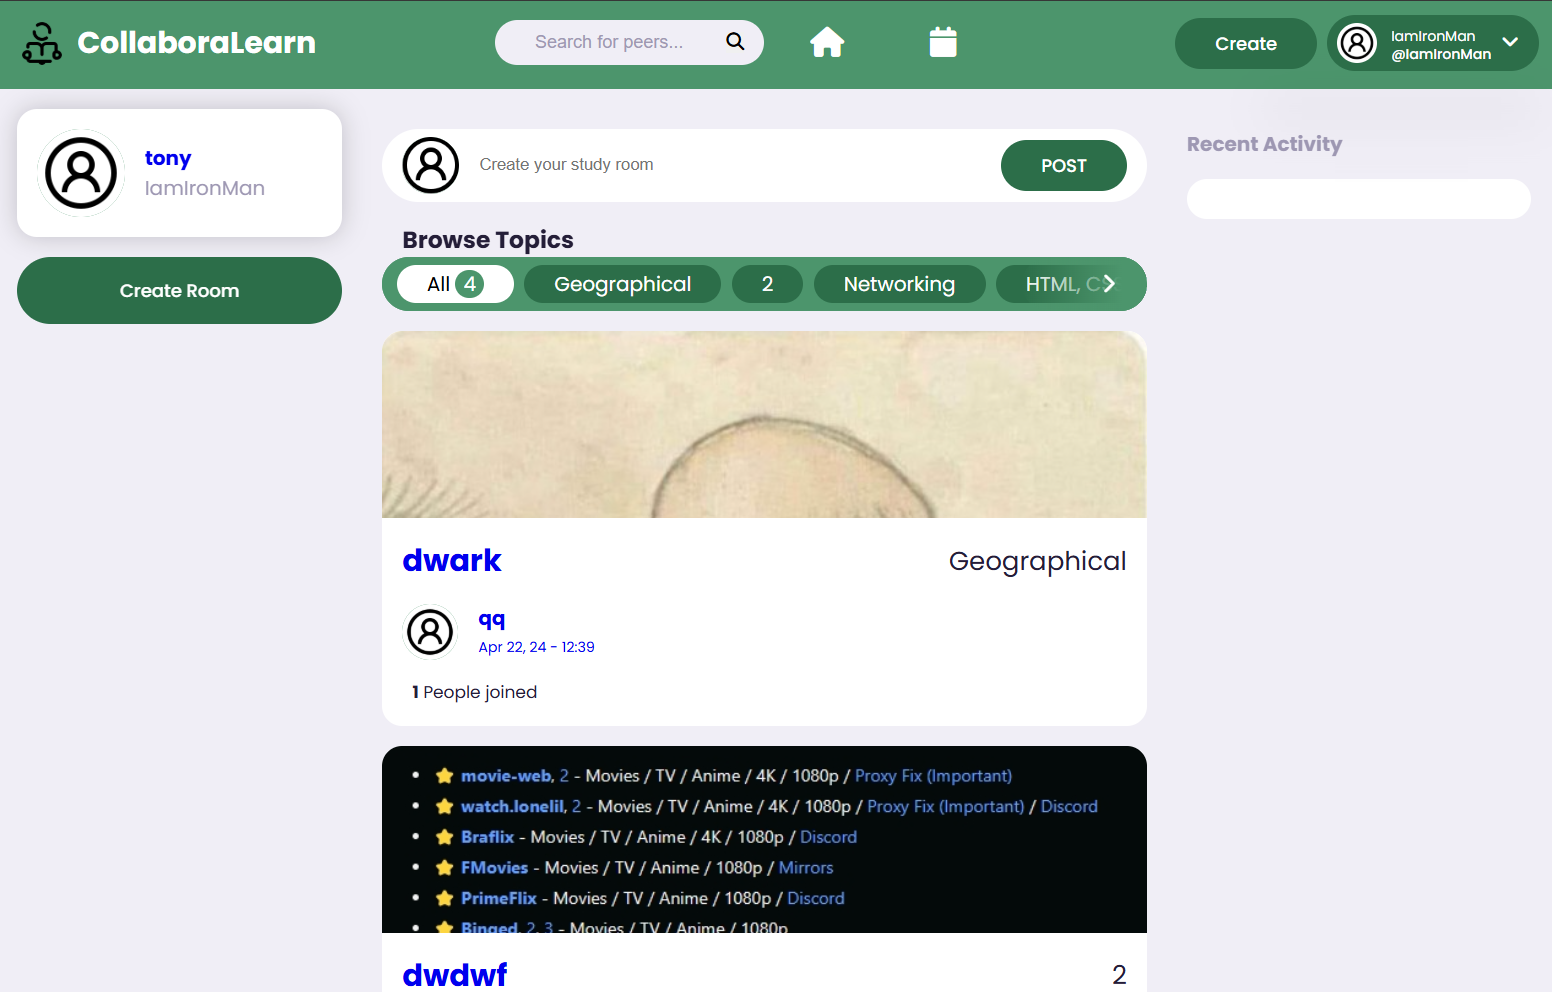 CollaboraLearn
Search for peers...
Create
IamIronMan
@IamIronMan
tony
IamIronMan
Create Room
Create your study room
POST
Browse Topics
All 4
Geographical
2
Networking
HTML, CS
dwark
Geographical
qq
Apr 22, 24 - 12:39
1 People joined
• movie-web, 2 - Movies / TV / Anime / 4K / 1080p / Proxy Fix (Important)
• watch.lonelil, 2 - Movies / TV / Anime / 4K / 1080p / Proxy Fix (Important) / Discord
• Braflix - Movies / TV / Anime / 4K / 1080p / Discord
• FMovies - Movies / TV / Anime / 1080p / Mirrors
• PrimeFlix - Movies / TV / Anime / 1080p / Discord
• Binged, 2, 3 - Movies / TV / Anime / 1080p
dwdwf
2
Recent Activity